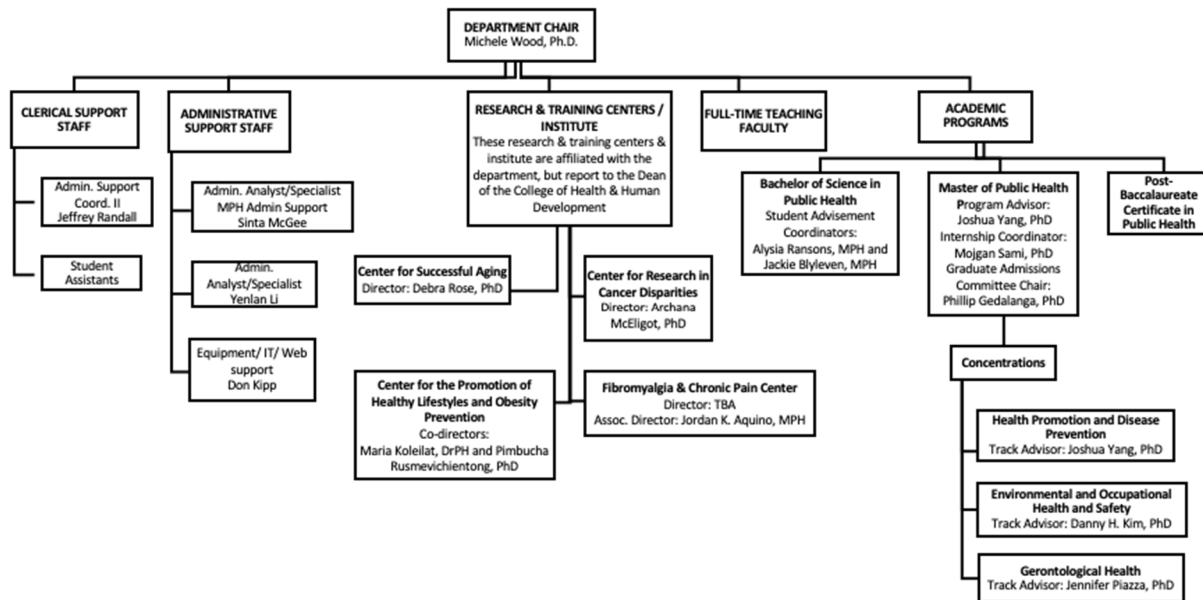 DEPARTMENT CHAIR
Michele Wood, Ph.D.
CLERICAL SUPPORT
STAFF
Admin. Support
Coord. II
Jeffrey Randall
Student
Assistants
ADMINISTRATIVE
SUPPORT STAFF
Admin. Analyst/Specialist
MPH Admin Support
Sinta McGee
Admin.
Analyst/Specialist
Yenlan Li
Equipment/ IT/ Web
support
Don Kipp
RESEARCH & TRAINING CENTERS /
INSTITUTE
These research & training centers &
institute are affiliated with the
department, but report to the Dean
of the College of Health & Human
Development
Center for Successful Aging
Director: Debra Rose, PhD
Center for Research in
Cancer Disparities
Director: Archana
McEligot, PhD
Center for the Promotion of
Healthy Lifestyles and Obesity
Prevention
Co-directors:
Maria Koleilat, DrPH and Pimbucha
Rusmevichientong, PhD
Fibromyalgia & Chronic Pain Center
Director: TBA
Assoc. Director: Jordan K. Aquino, MPH
FULL-TIME TEACHING
FACULTY
ACADEMIC
PROGRAMS
Bachelor of Science in
Public Health
Student Advisement
Coordinators:
Alysia Ransons, MPH and
Jackie Blyleven, MPH
Master of Public Health
Program Advisor:
Joshua Yang, PhD
Internship Coordinator:
Mojgan Sami, PhD
Graduate Admissions
Committee Chair:
Phillip Gedalanga, PhD
Post-
Baccalaureate
Certificate in
Public Health
Concentrations
Health Promotion and Disease
Prevention
Track Advisor: Joshua Yang, PhD
Environmental and Occupational
Health and Safety
Track Advisor: Danny H. Kim, PhD
Gerontological Health
Track Advisor: Jennifer Piazza, PhD